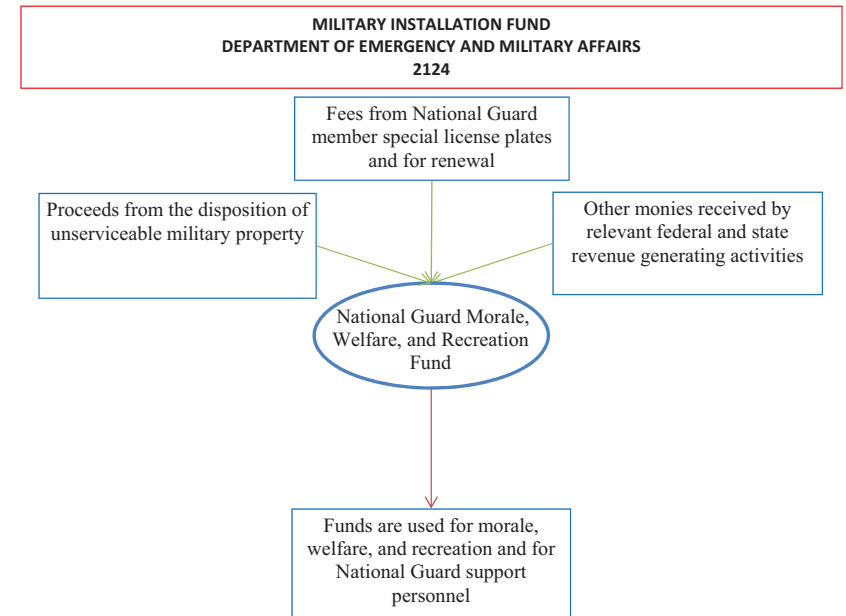 MILITARY INSTALLATION FUND
DEPARTMENT OF EMERGENCY AND MILITARY AFFAIRS
2124
Fees from National Guard
member special license plates
and for renewal
Proceeds from the disposition of
unserviceable military property
Other monies received by
relevant federal and state
revenue generating activities
National Guard Morale,
Welfare, and Recreation
Fund
Funds are used for morale,
welfare, and recreation and for
National Guard support
personnel